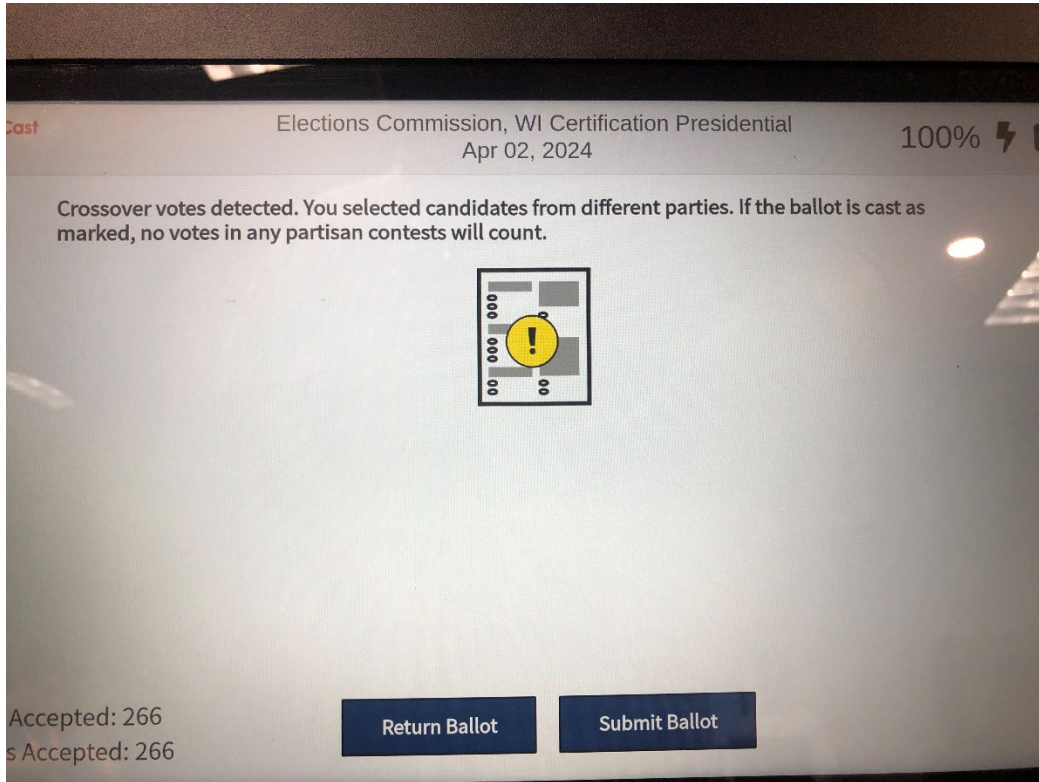 Cast
Elections Commission, WI Certification Presidential
Apr 02, 2024
100%
Crossover votes detected. You selected candidates from different parties. If the ballot is cast as
marked, no votes in any partisan contests will count.
!
Accepted: 266
s Accepted: 266
Return Ballot
Submit Ballot